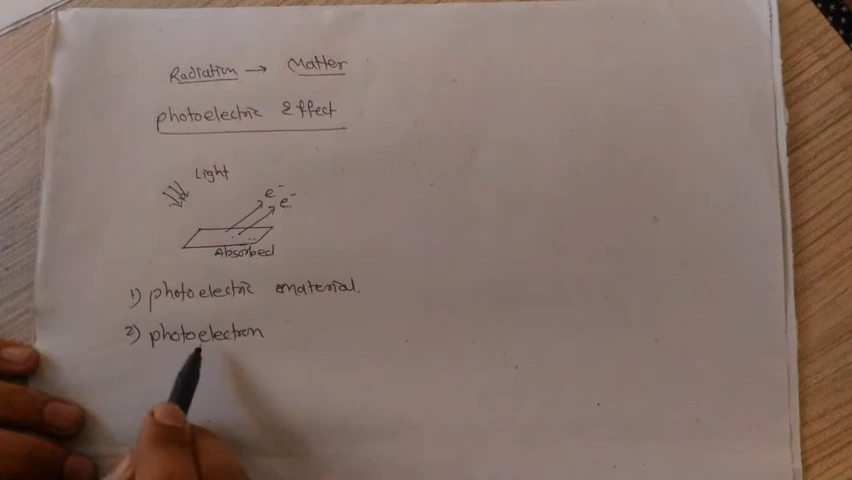 Radiation → Matter
photoelectric Effect
Light
e⁻
e⁻
Absorbed
1) photoelectric material.
2) photoelectron